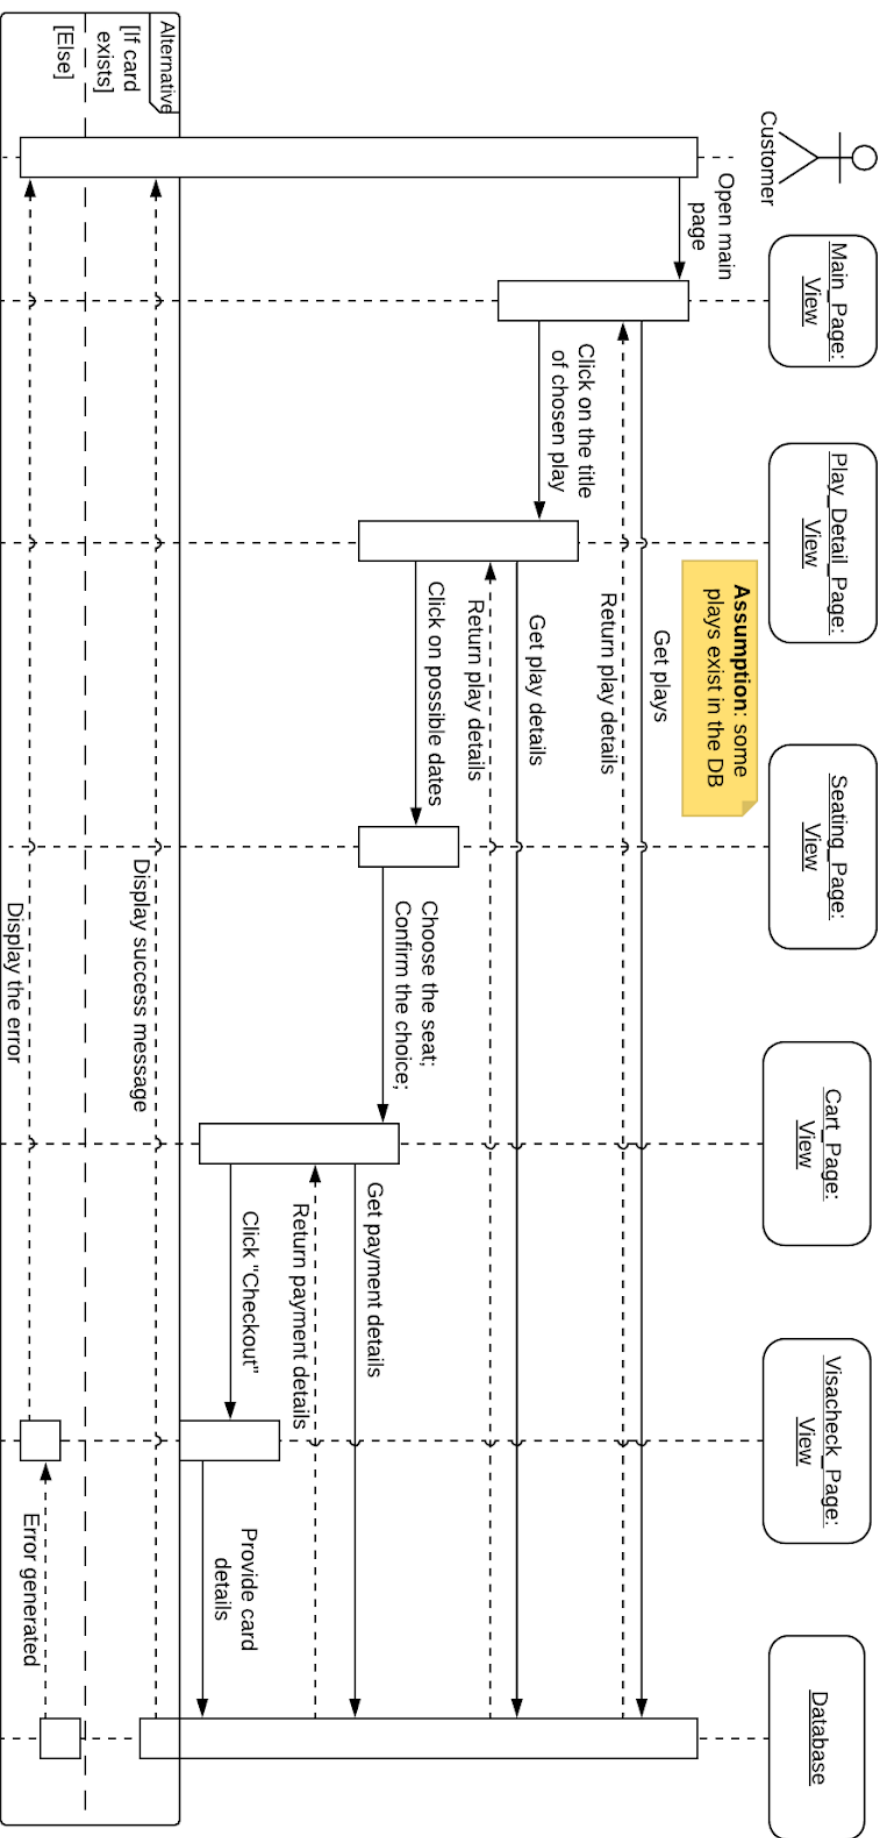 Customer
Main_Page:
View
Play_Detail_Page:
View
Seating_Page:
View
Cart_Page:
View
Visacheck_Page:
View
Database
Open main
page
Assumption: some
plays exist in the DB
Get plays
Return play details
Click on the title
of chosen play
Get play details
Return play details
Click on possible dates
Choose the seat;
Confirm the choice;
Get payment details
Return payment details
Click "Checkout"
Provide card
details
Alternative
[If card
exists]
Display success message
[Else]
Error generated
Display the error